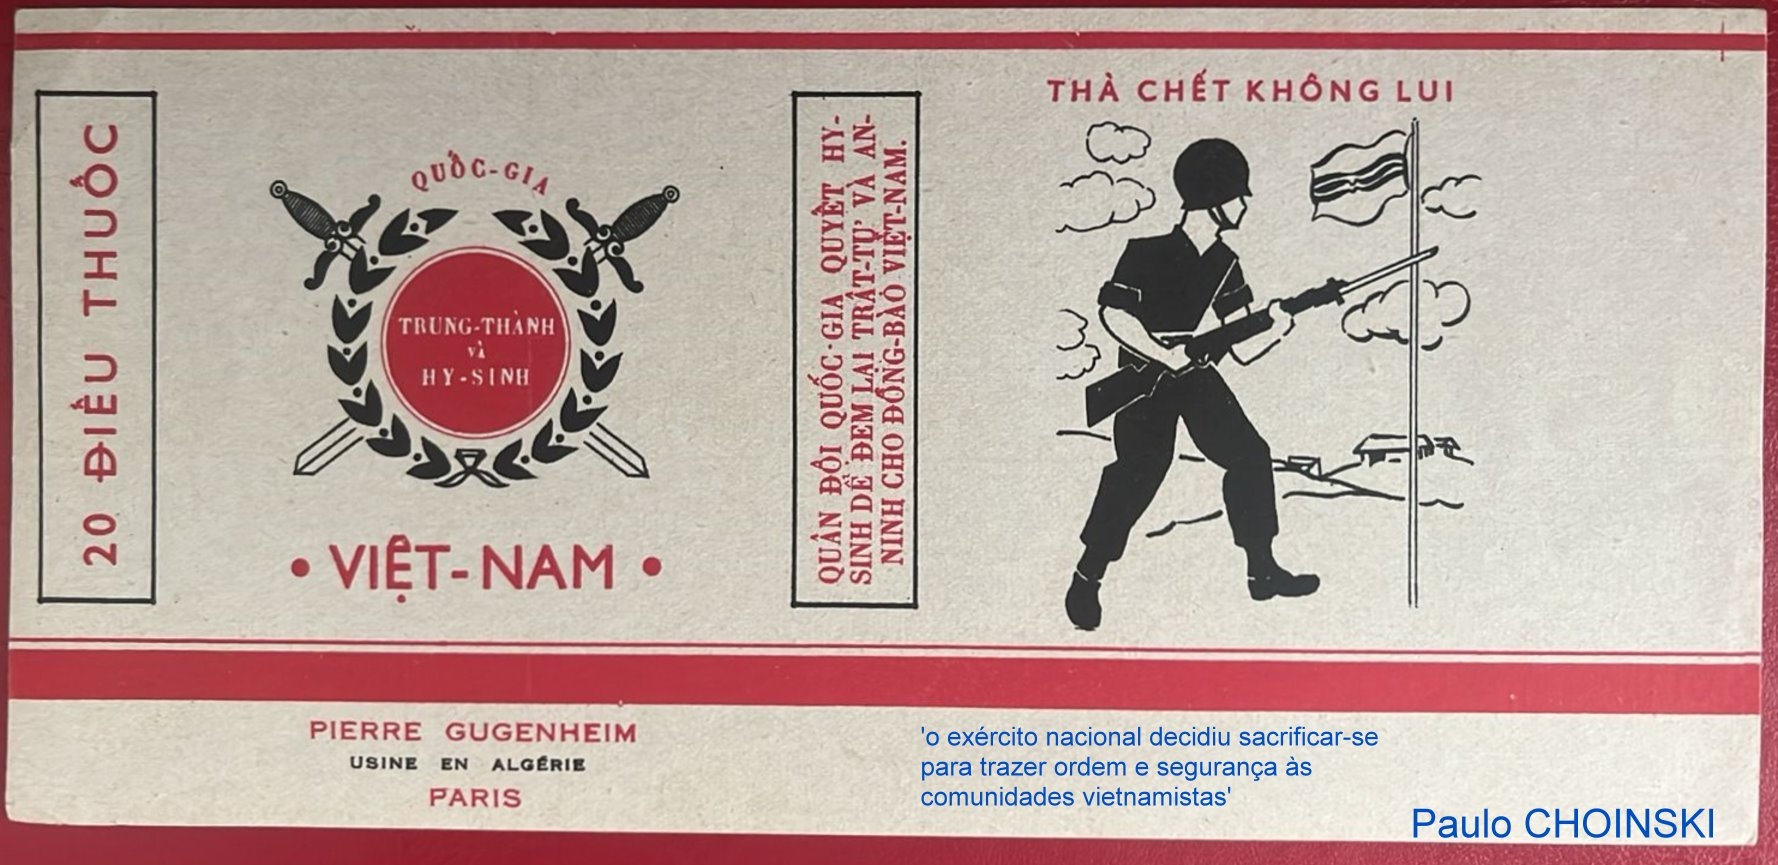 20 ĐIẾU THUỐC
QUỐC-GIA
TRUNG-THÀNH
và
HY-SINH
• VIỆT-NAM •
QUÂN ĐỘI QUỐC-GIA QUYẾT HY-
SINH DỂ ĐEM LẠI TRẬT-TỰ VÀ AN-
NINH CHO ĐỒNG-BÀO VIỆT-NAM.
THÀ CHẾT KHÔNG LUI
PIERRE GUGENHEIM
USINE EN ALGÉRIE
PARIS
'o exército nacional decidiu sacrificar-se
para trazer ordem e segurança às
comunidades vietnamistas'
Paulo CHOINSKI